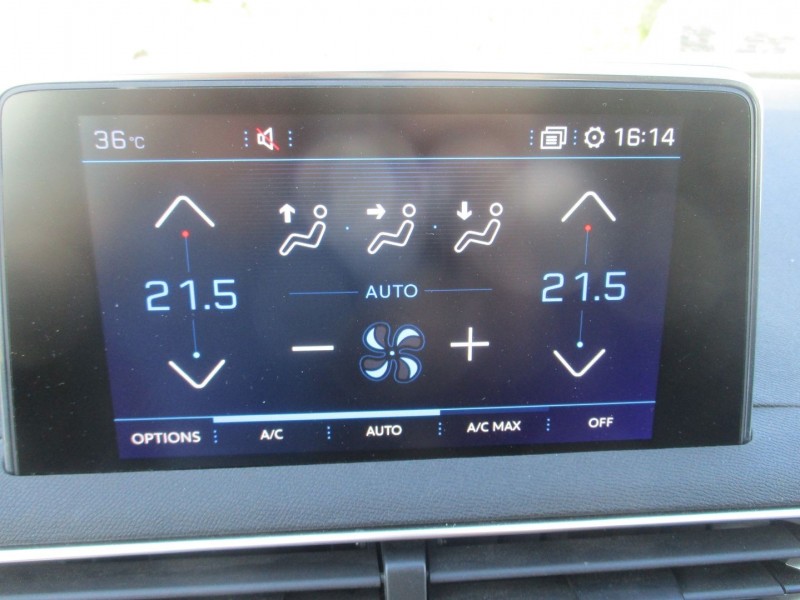 36°C 16:14
21.5 21.5
AUTO
OPTIONS A/C AUTO A/C MAX OFF